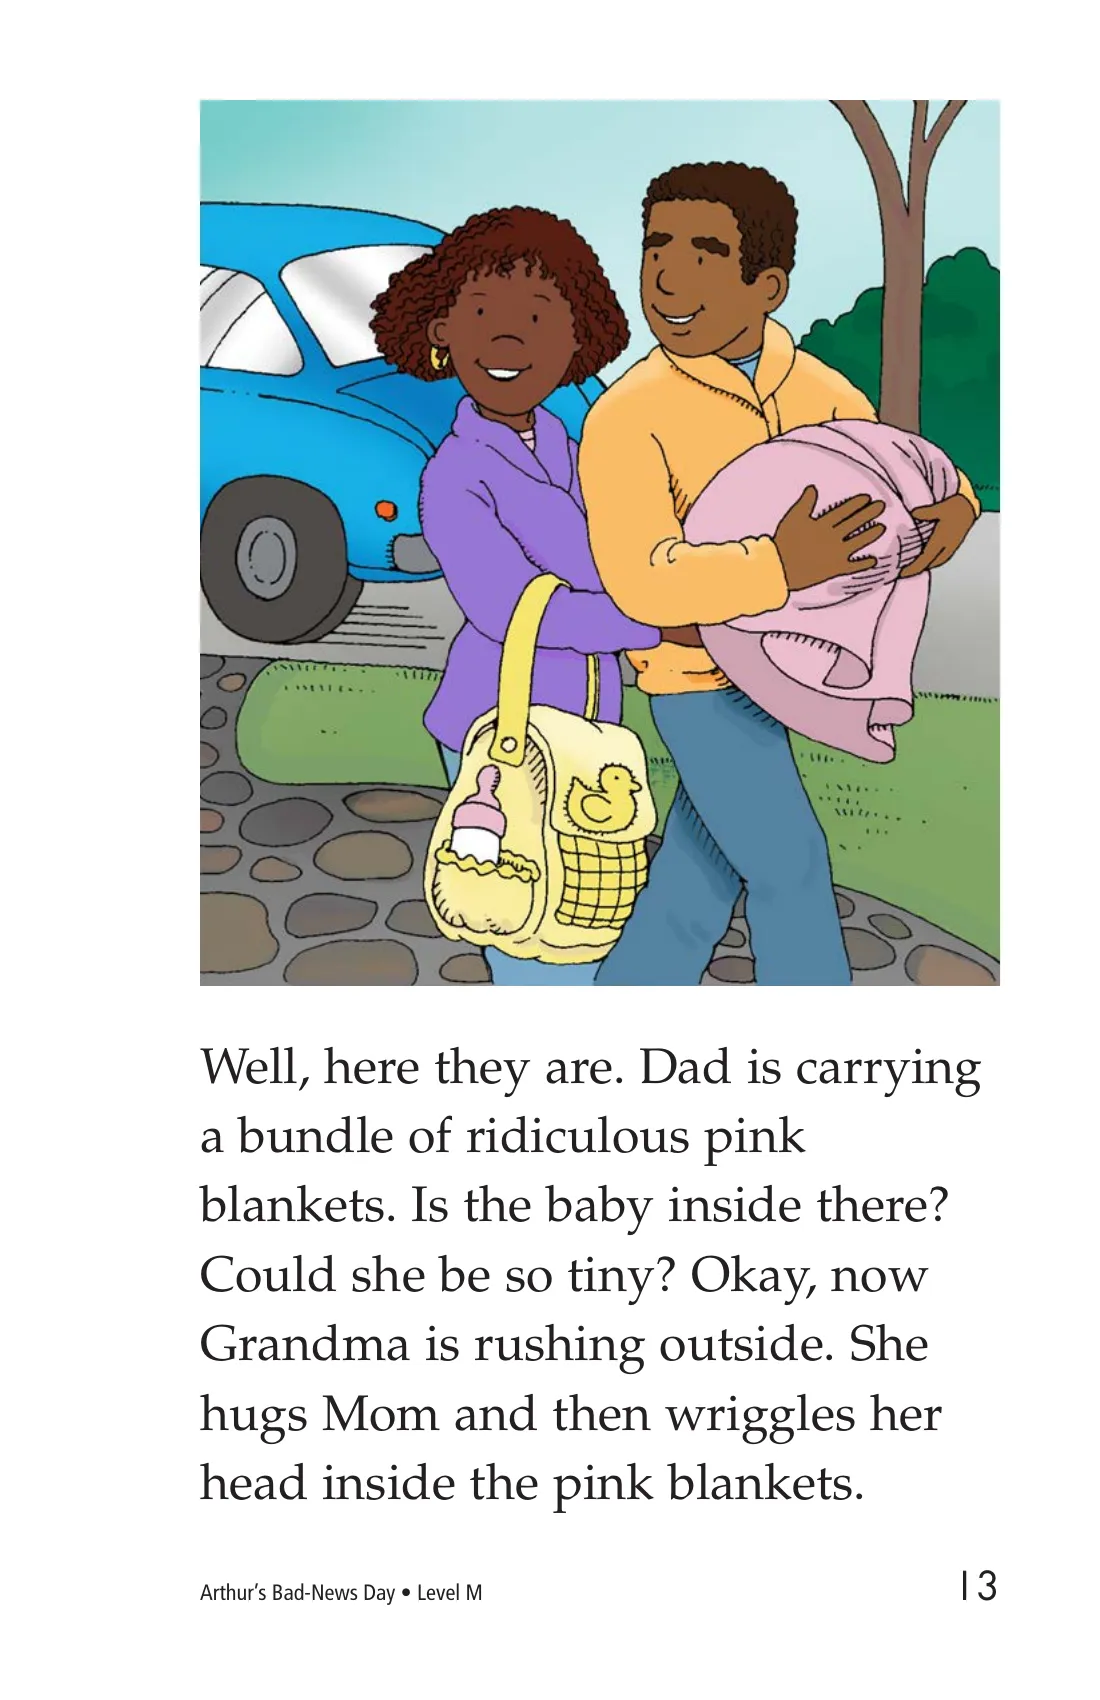 Well, here they are. Dad is carrying
a bundle of ridiculous pink
blankets. Is the baby inside there?
Could she be so tiny? Okay, now
Grandma is rushing outside. She
hugs Mom and then wriggles her
head inside the pink blankets.
Arthur’s Bad-News Day • Level M
13